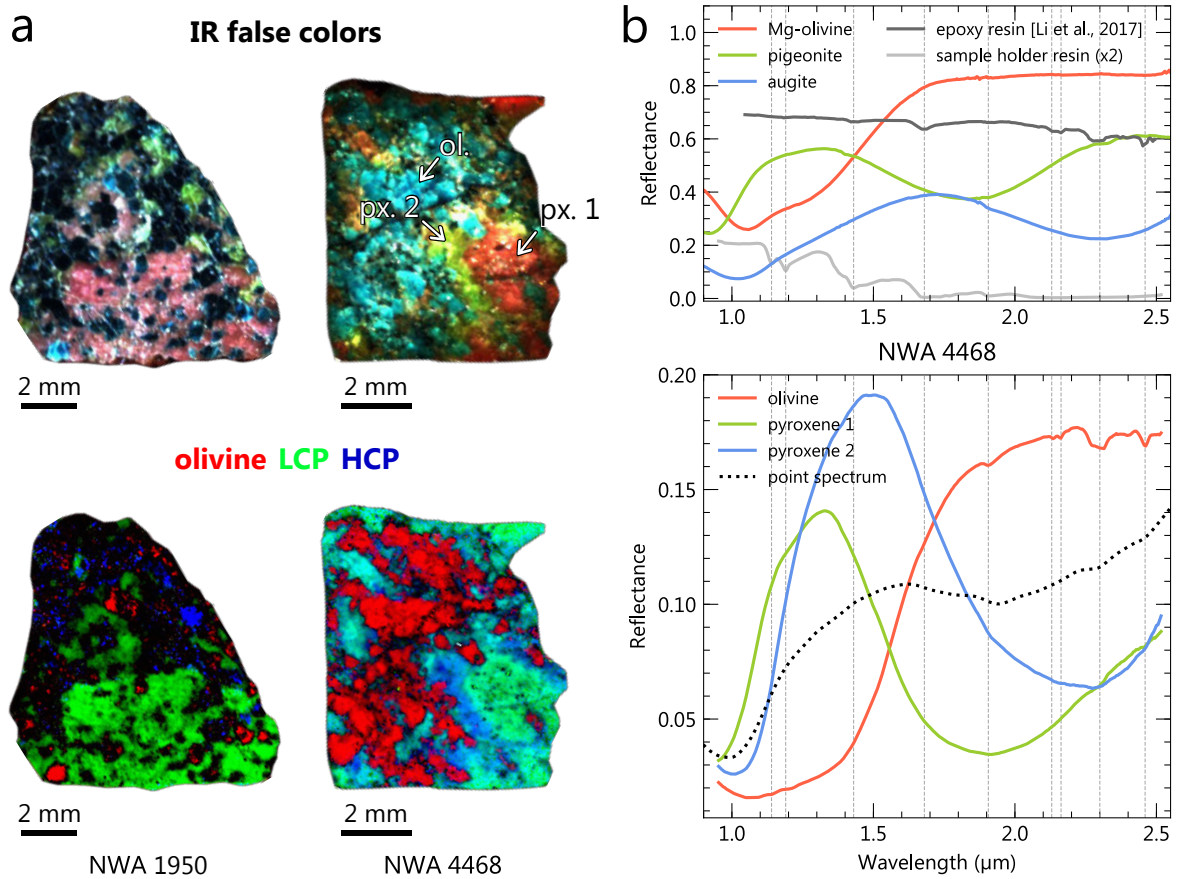 a
IR false colors
ol.
px. 2
px. 1
2 mm
2 mm
olivine LCP HCP
2 mm
2 mm
NWA 1950
NWA 4468
b
Mg-olivine
pigeonite
augite
epoxy resin [Li et al., 2017]
sample holder resin (x2)
Reflectance
1.0
0.8
0.6
0.4
0.2
0.0
1.0
1.5
2.0
2.5
NWA 4468
olivine
pyroxene 1
pyroxene 2
point spectrum
Reflectance
0.20
0.15
0.10
0.05
1.0
1.5
2.0
2.5
Wavelength (μm)